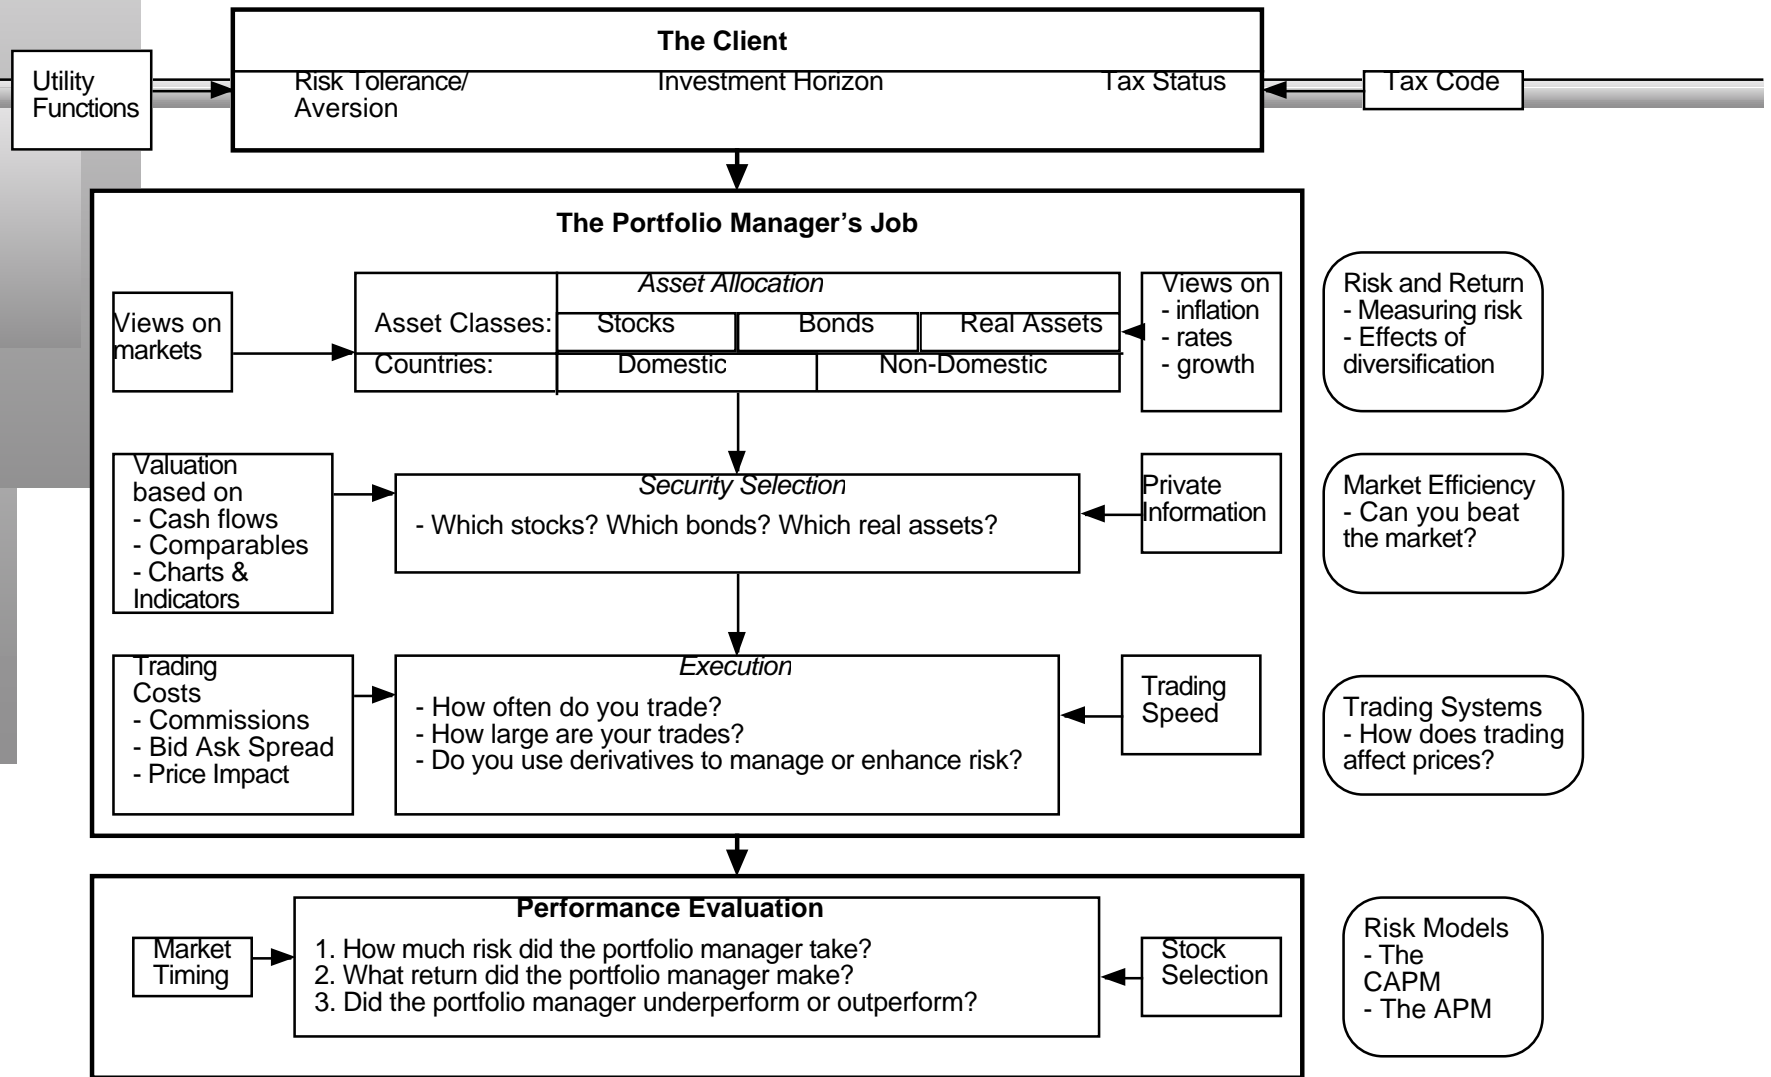 The Client
Utility
Functions
Risk Tolerance/
Aversion
Investment Horizon
Tax Status
Tax Code
The Portfolio Manager’s Job
Views on
markets
Asset Allocation
Asset Classes:
Stocks
Bonds
Real Assets
Countries:
Domestic
Non-Domestic
Views on
- inflation
- rates
- growth
Risk and Return
- Measuring risk
- Effects of
diversification
Valuation
based on
- Cash flows
- Comparables
- Charts &
Indicators
Security Selection
- Which stocks? Which bonds? Which real assets?
Private
Information
Market Efficiency
- Can you beat
the market?
Trading
Costs
- Commissions
- Bid Ask Spread
- Price Impact
Execution
- How often do you trade?
- How large are your trades?
- Do you use derivatives to manage or enhance risk?
Trading
Speed
Trading Systems
- How does trading
affect prices?
Performance Evaluation
Market
Timing
1. How much risk did the portfolio manager take?
2. What return did the portfolio manager make?
3. Did the portfolio manager underperform or outperform?
Stock
Selection
Risk Models
- The
CAPM
- The APM